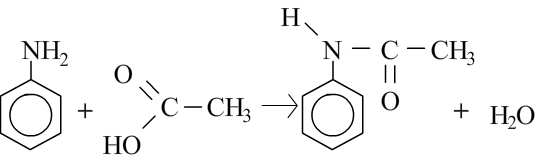 NH2
+
O
C – CH3
HO
H
N – C – CH3
O
+ H2O